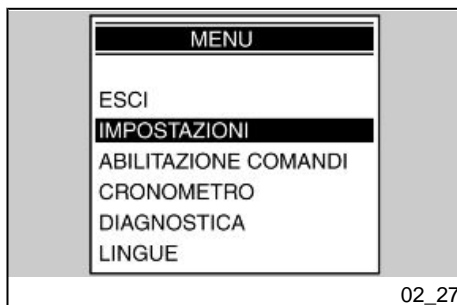 MENU
ESCI
IMPOSTAZIONI
ABILITAZIONE COMANDI
CRONOMETRO
DIAGNOSTICA
LINGUE
02_27